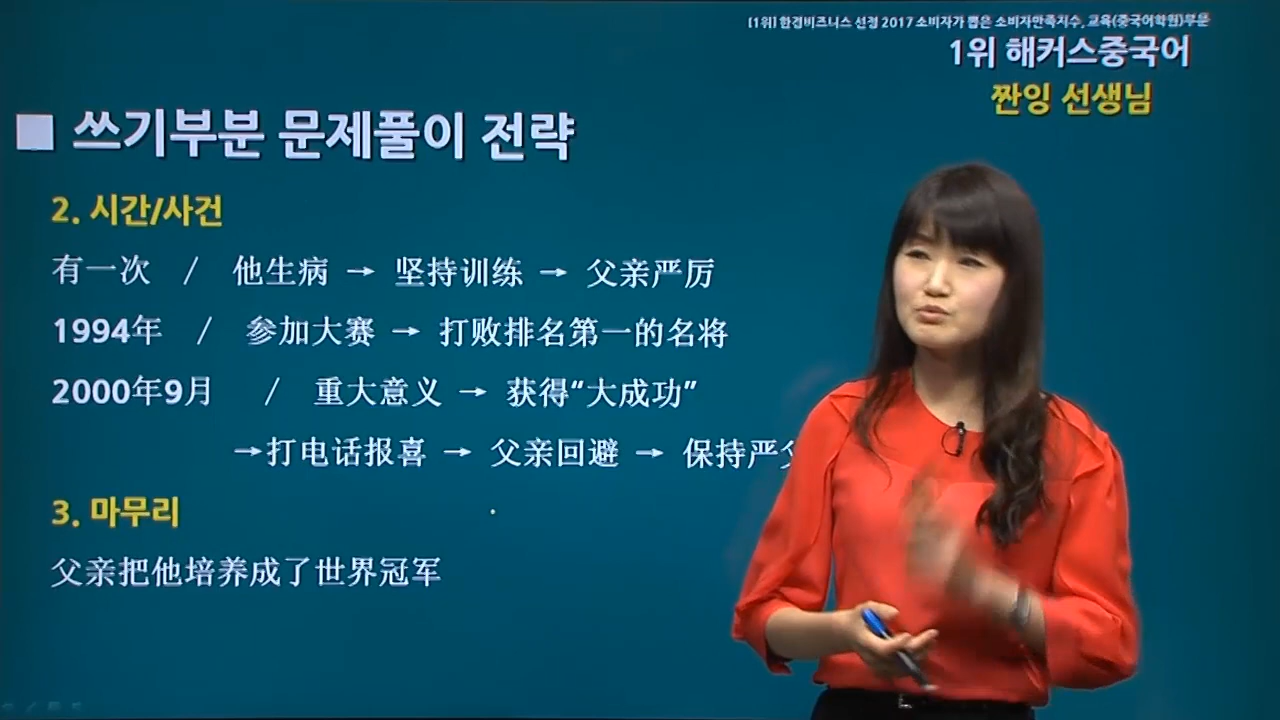 [1위] 한경비즈니스 선정 2017 소비자가 뽑은 소비자만족지수, 교육(중국어학원)부문
1위 해커스중국어
짠잉 선생님
■ 쓰기부분 문제풀이 전략
2. 시간/사건
有一次 / 他生病 → 坚持训练 → 父亲严厉
1994年 / 参加大赛 → 打败排名第一的名将
2000年9月 / 重大意义 → 获得“大成功”
→打电话报喜 → 父亲回避 → 保持严
3. 마무리
父亲把他培养成了世界冠军